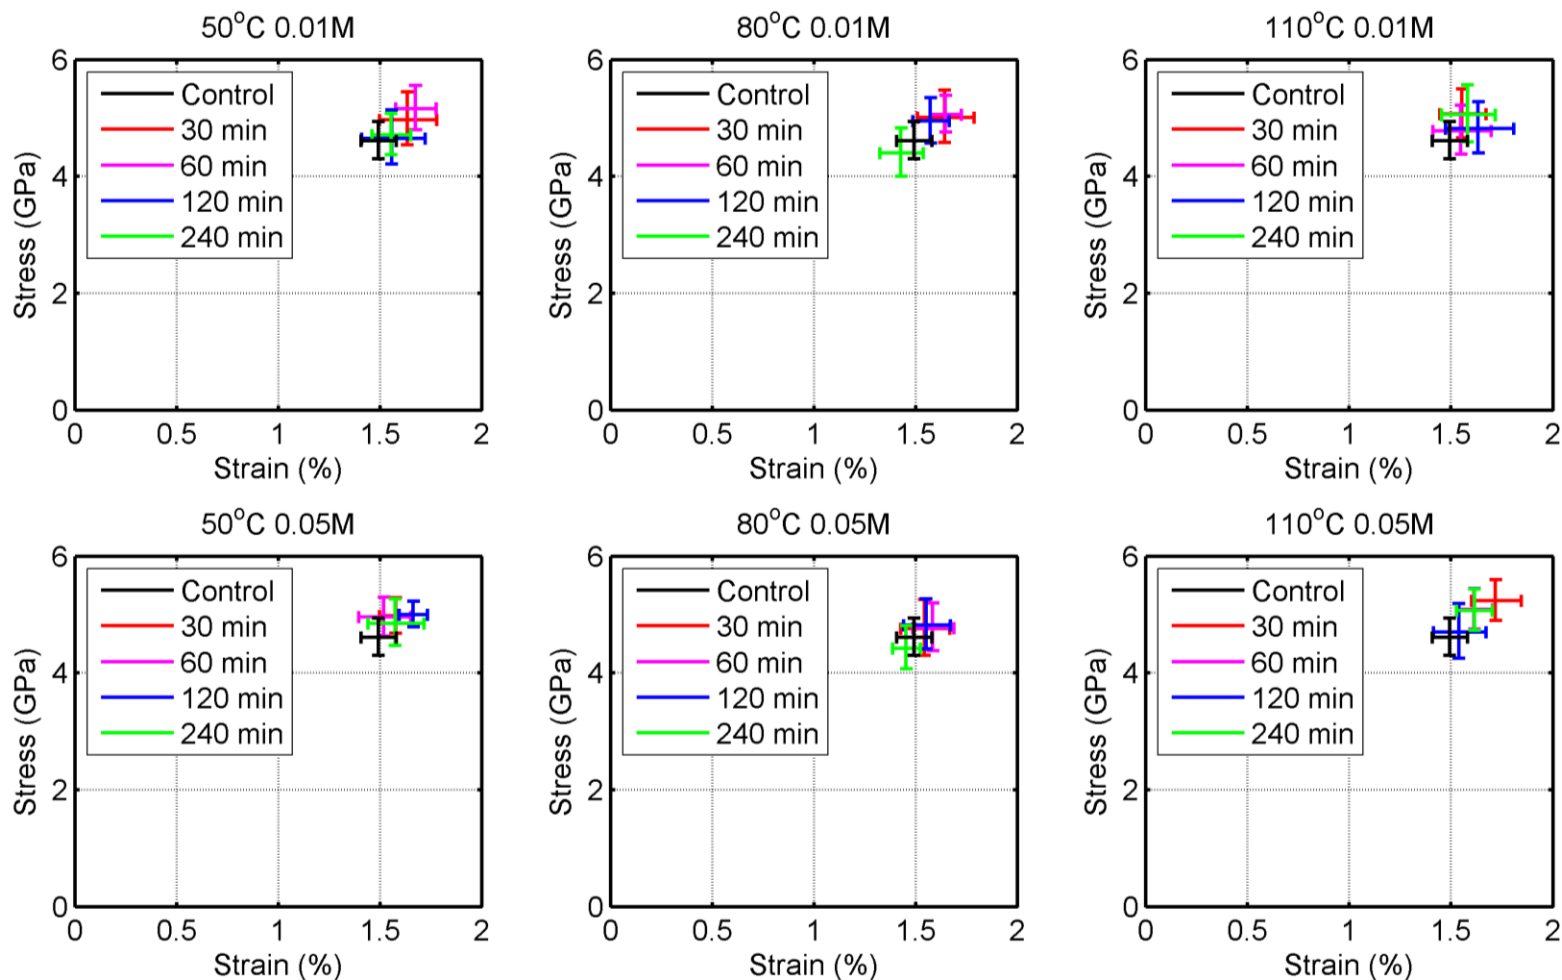 50°C 0.01M
6
4
2
0
Stress (GPa)
Control
30 min
60 min
120 min
240 min
0 0.5 1 1.5 2
Strain (%)
80°C 0.01M
6
4
2
0
Stress (GPa)
Control
30 min
60 min
120 min
240 min
0 0.5 1 1.5 2
Strain (%)
110°C 0.01M
6
4
2
0
Stress (GPa)
Control
30 min
60 min
120 min
240 min
0 0.5 1 1.5 2
Strain (%)
50°C 0.05M
6
4
2
0
Stress (GPa)
Control
30 min
60 min
120 min
240 min
0 0.5 1 1.5 2
Strain (%)
80°C 0.05M
6
4
2
0
Stress (GPa)
Control
30 min
60 min
120 min
240 min
0 0.5 1 1.5 2
Strain (%)
110°C 0.05M
6
4
2
0
Stress (GPa)
Control
30 min
60 min
120 min
240 min
0 0.5 1 1.5 2
Strain (%)